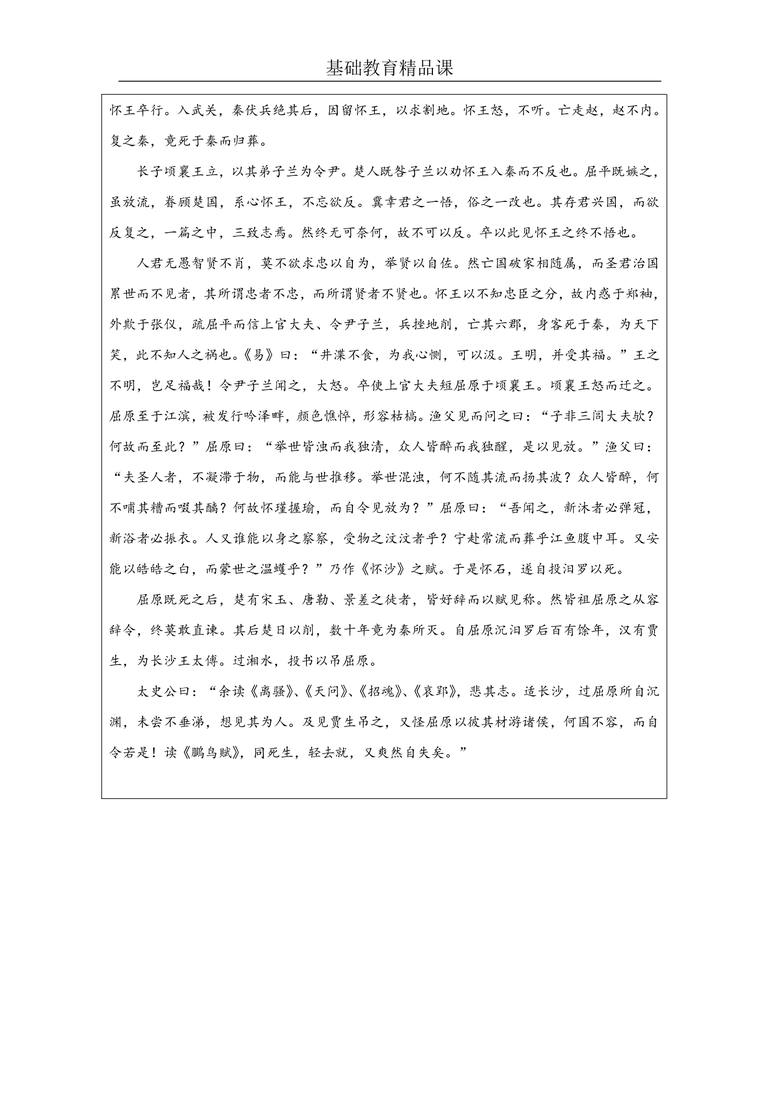 基础教育精品课
怀王卒行。入武关，秦伏兵绝其后，因留怀王，以求割地。怀王怒，不听。亡走赵，赵不内。
复之秦，竟死于秦而归葬。
长子顷襄王立，以其弟子兰为令尹。楚人既咎子兰以劝怀王入秦而不反也。屈平既嫉之，
虽放流，眷顾楚国，系心怀王，不忘欲反。冀幸君之一悟，俗之一改也。其存君兴国，而欲
反复之，一篇之中，三致志焉。然终无可奈何，故不可以反。卒以此见怀王之终不悟也。
人君无愚智贤不肖，莫不欲求忠以自为，举贤以自佐。然亡国破家相随属，而圣君治国
累世而不见者，其所谓忠者不忠，而所谓贤者不贤也。怀王以不知忠臣之分，故内惑于郑袖，
外欺于张仪，疏屈平而信上官大夫、令尹子兰，兵挫地削，亡其六郡，身客死于秦，为天下
笑，此不知人之祸也。《易》曰：“井渫不食，为我心恻，可以汲。王明，并受其福。”王之
不明，岂足福哉！令尹子兰闻之，大怒。卒使上官大夫短屈原于顷襄王。顷襄王怒而迁之。
屈原至于江滨，被发行吟泽畔，颜色憔悴，形容枯槁。渔父见而问之曰：“子非三闾大夫欤？
何故而至此？”屈原曰：“举世皆浊而我独清，众人皆醉而我独醒，是以见放。”渔父曰：
“夫圣人者，不凝滞于物，而能与世推移。举世混浊，何不随其流而扬其波？众人皆醉，何
不哺其糟而啜其醨？何故怀瑾握瑜，而自令见放为？”屈原曰：“吾闻之，新沐者必弹冠，
新浴者必振衣。人又谁能以身之察察，受物之汶汶者乎？宁赴常流而葬乎江鱼腹中耳。又安
能以皓皓之白，而蒙世之温蠖乎？”乃作《怀沙》之赋。于是怀石，遂自投汨罗以死。
屈原既死之后，楚有宋玉、唐勒、景差之徒者，皆好辞而以赋见称。然皆祖屈原之从容
辞令，终莫敢直谏。其后楚日以削，数十年竟为秦所灭。自屈原沉汨罗后百有馀年，汉有贾
生，为长沙王太傅。过湘水，投书以吊屈原。
太史公曰：“余读《离骚》、《天问》、《招魂》、《哀郢》，悲其志。适长沙，过屈原所自沉
渊，未尝不垂涕，想见其为人。及见贾生吊之，又怪屈原以彼其材游诸侯，何国不容，而自
令若是！读《鵩鸟赋》，同死生，轻去就，又爽然自失矣。”